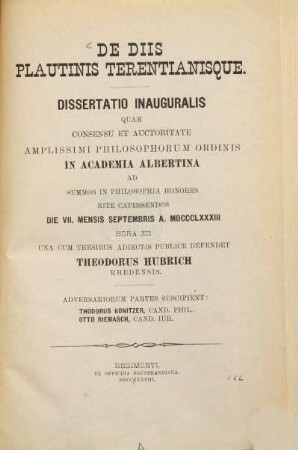 DE DIIS
PLAUTINIS TERENTIANISQUE.
DISSERTATIO INAUGURALIS
QUAM
CONSENSU ET AUCTORITATE
AMPLISSIMI PHILOSOPHORUM ORDINIS
IN ACADEMIA ALBERTINA
AD
SUMMOS IN PHILOSOPHIA HONORES
RITE CAPESSENDOS
DIE VII. MENSIS SEPTEMBRIS A. MDCCCLXXXIII
HORA XII
UNA CUM THESIBUS ADIECTIS PUBLICE DEFENDET
THEODORUS HUBRICH
RHEDENSIS.
ADVERSARIORUM PARTES SUSCIPIENT:
THEODORUS KONITZER, CAND. PHIL.
OTTO RIEMASCH, CAND. IUR.
REGIMONTI.
EX OFFICINA HAUSBRANDIANA.
MDCCCLXXXIII.